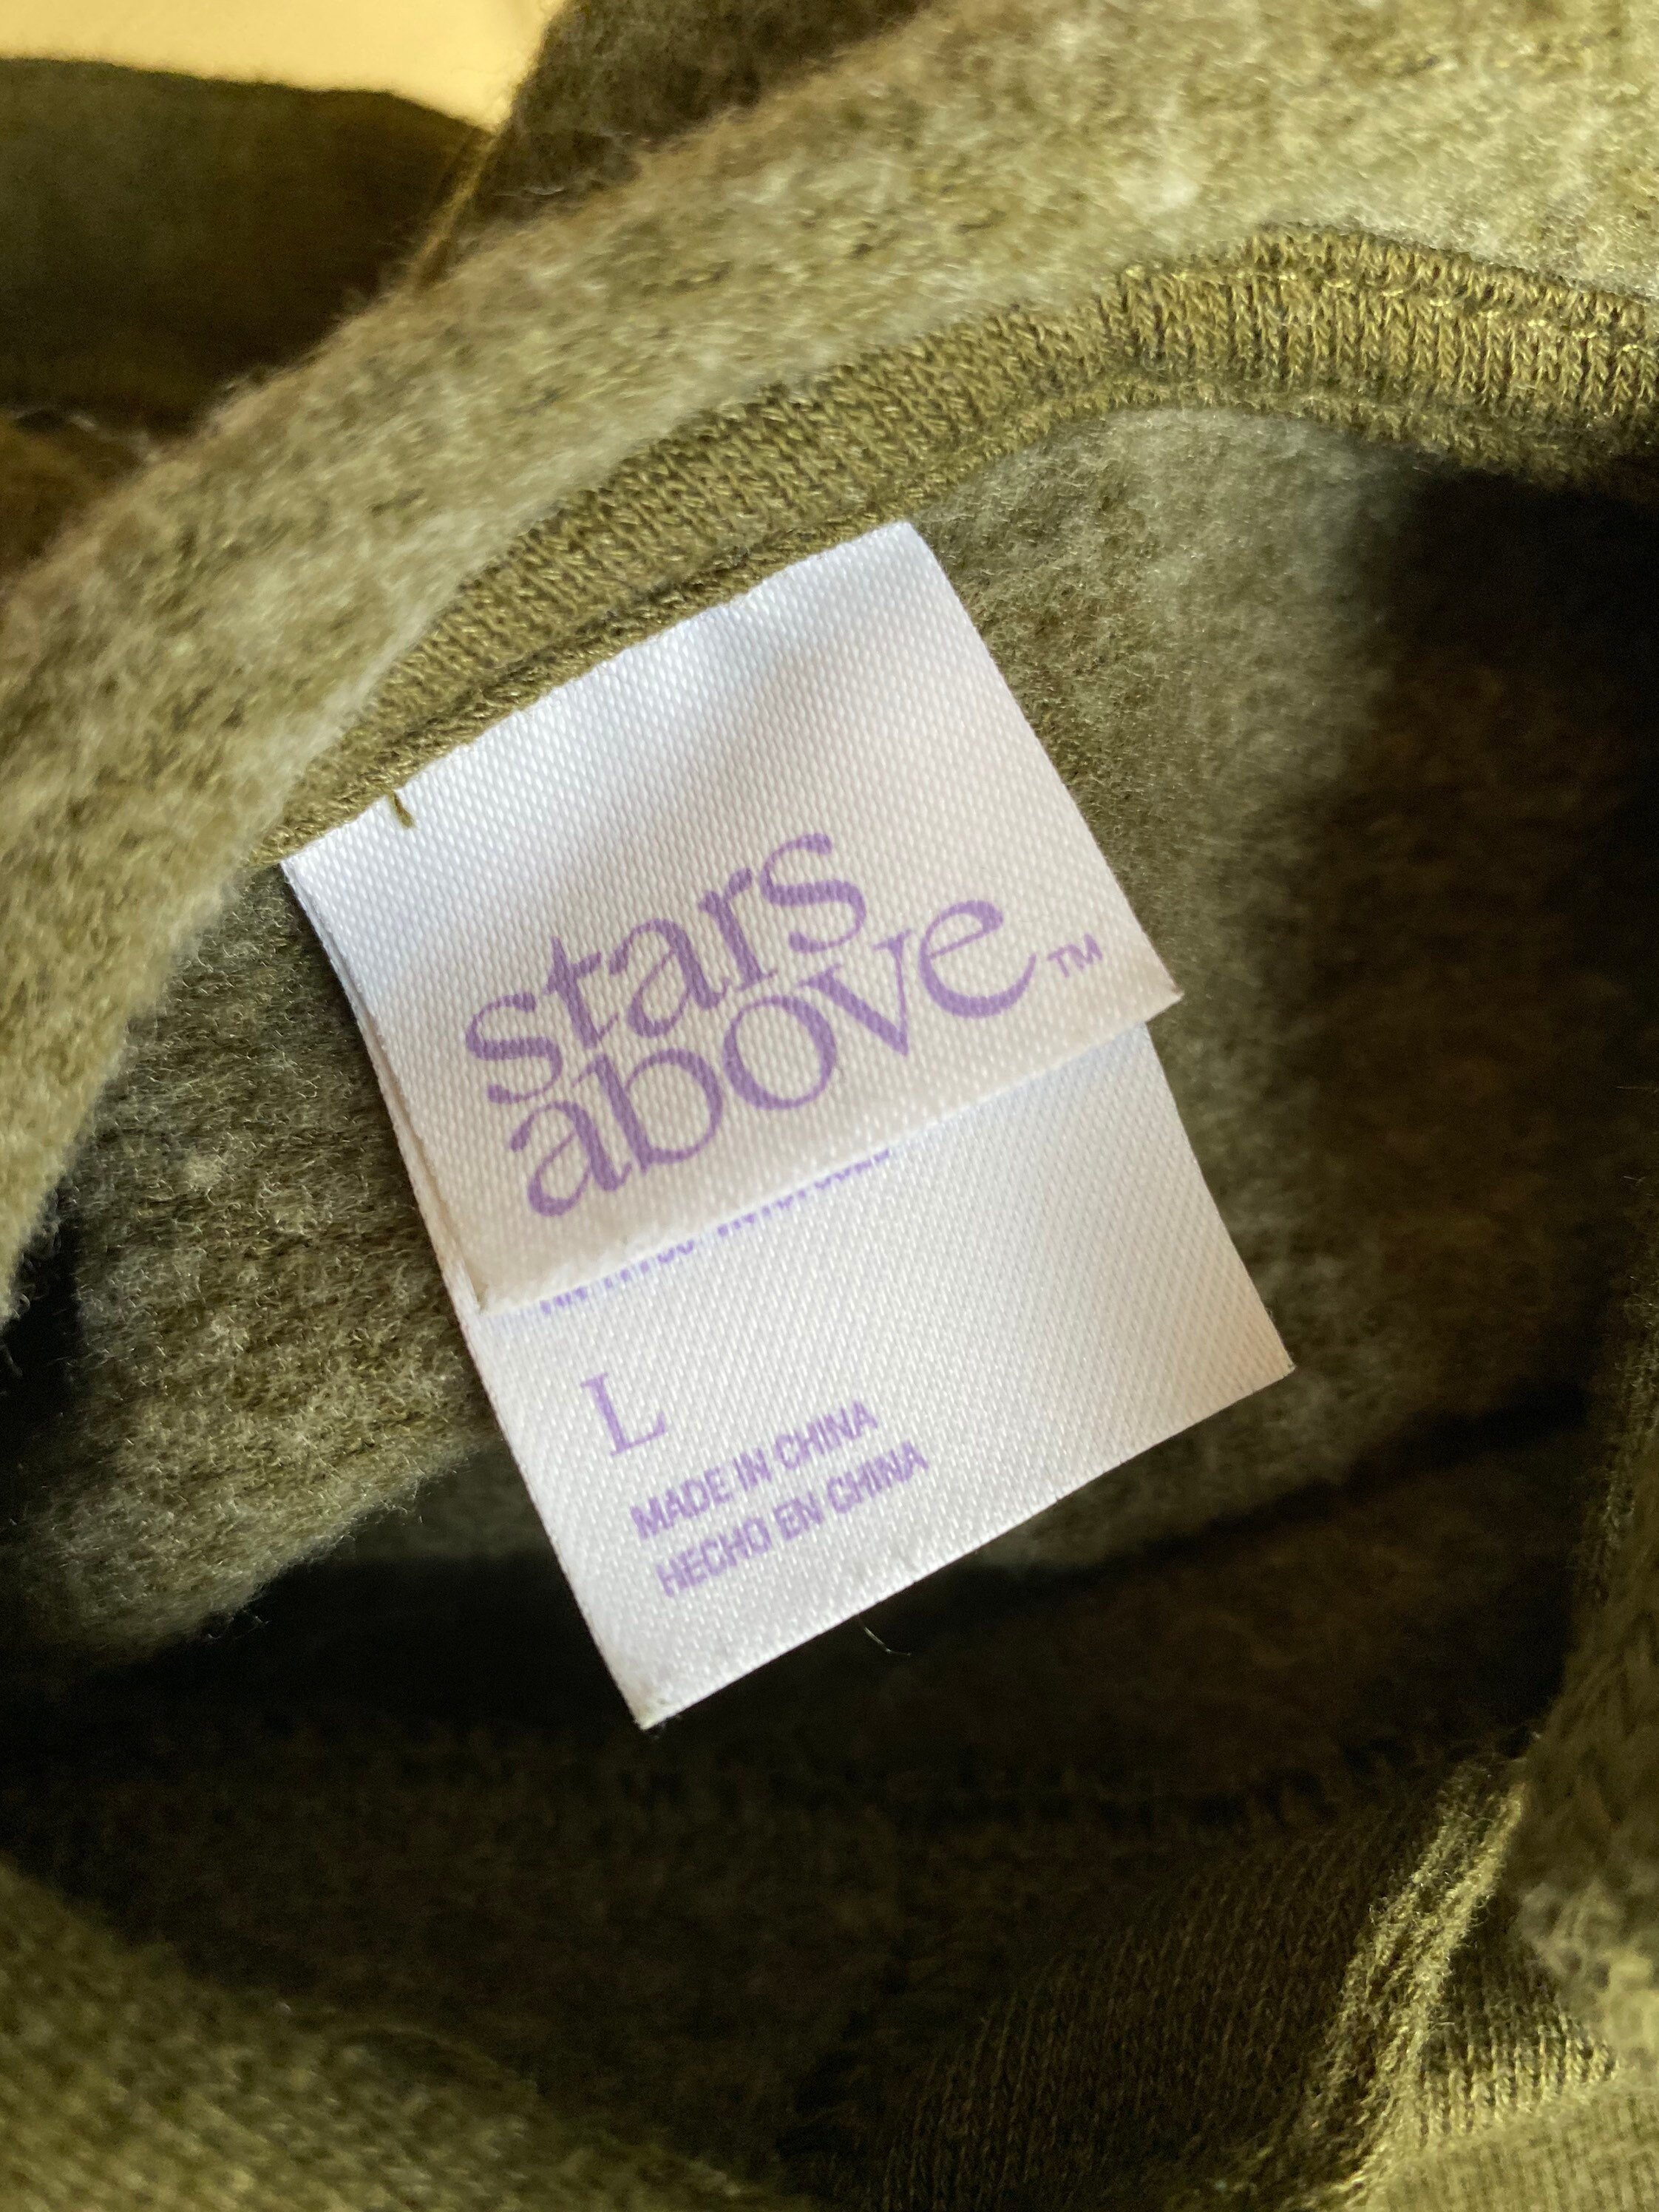 stars
above™
L
MADE IN CHINA
HECHO EN CHINA